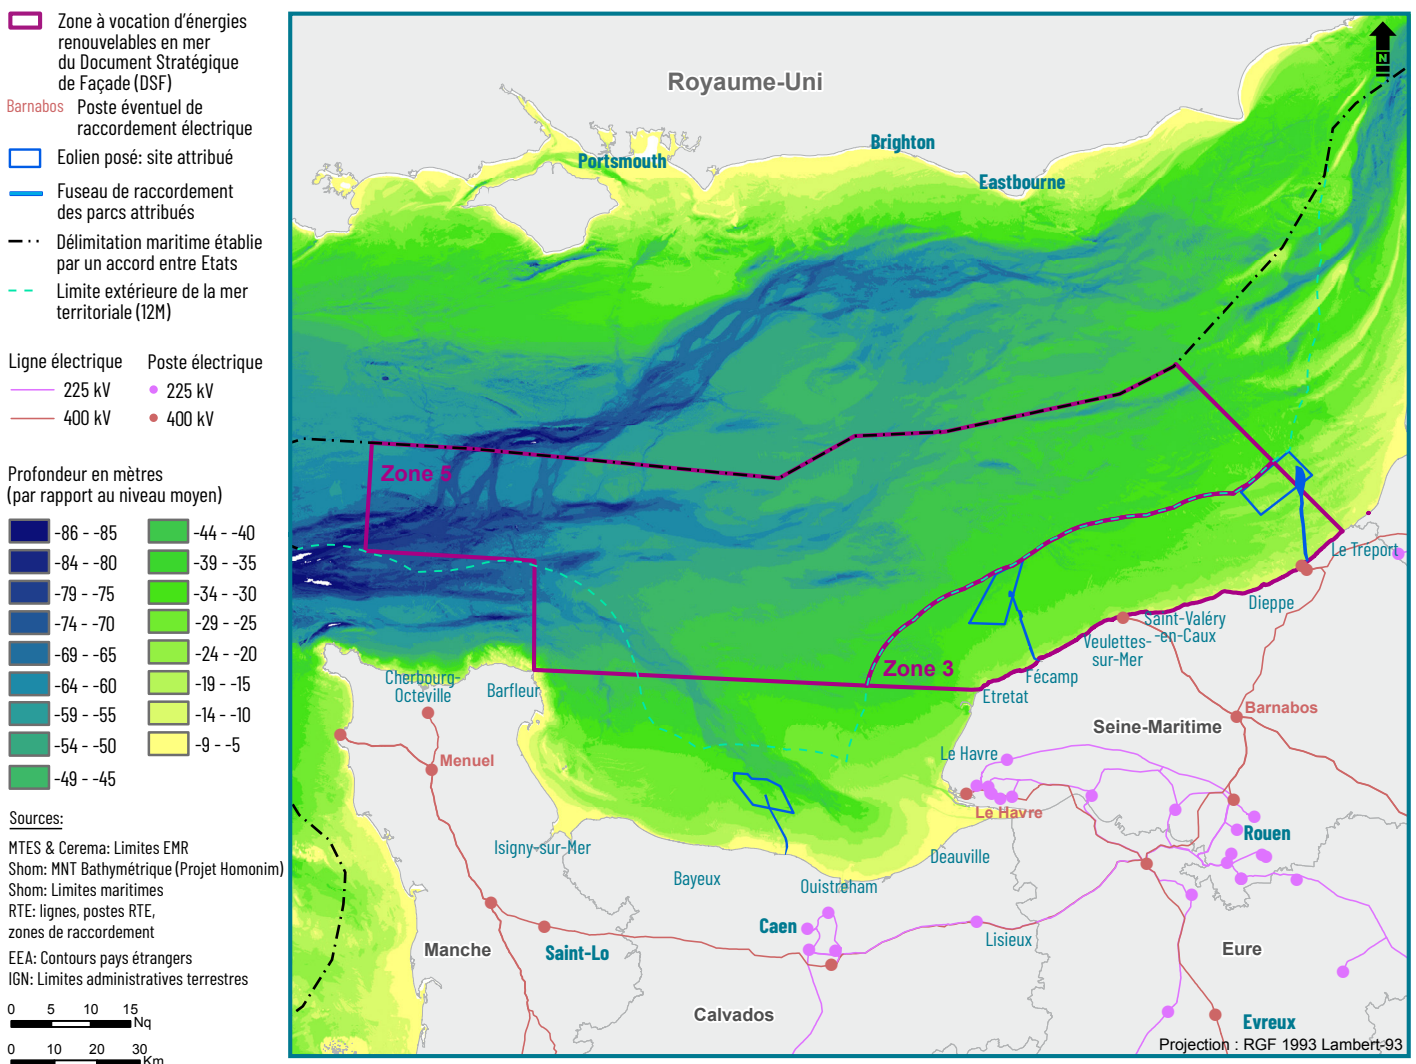 Zone à vocation d'énergies
renouvelables en mer
du Document Stratégique
de Façade (DSF)
Barnabos Poste éventuel de
raccordement électrique
Eolien posé: site attribué
Fuseau de raccordement
des parcs attribués
Délimitation maritime établie
par un accord entre Etats
Limite extérieure de la mer
territoriale (12M)
Ligne électrique Poste électrique
225 kV 225 kV
400 kV 400 kV
Profondeur en mètres
(par rapport au niveau moyen)
-86 - -85 -44 - -40
-84 - -80 -39 - -35
-79 - -75 -34 - -30
-74 - -70 -29 - -25
-69 - -65 -24 - -20
-64 - -60 -19 - -15
-59 - -55 -14 - -10
-54 - -50 -9 - -5
-49 - -45
Sources:
MTES & Cerema: Limites EMR
Shom: MNT Bathymétrique (Projet Homonim)
Shom: Limites maritimes
RTE: lignes, postes RTE,
zones de raccordement
EEA: Contours pays étrangers
IGN: Limites administratives terrestres
0 5 10 15
Nq
0 10 20 30
Km
N
Royaume-Uni
Portsmouth
Brighton
Eastbourne
Zone 5
Zone 3
Le Treport
Dieppe
Saint-Valéry
-en-Caux
Veulettes-
sur-Mer
Fécamp
Etretat
Cherbourg-
Octeville
Barfleur
Menuel
Seine-Maritime
Barnabos
Le Havre
Le Havre
Rouen
Isigny-sur-Mer
Bayeux
Ouistreham
Deauville
Caen
Lisieux
Manche
Saint-Lo
Calvados
Eure
Evreux
Projection : RGF 1993 Lambert-93